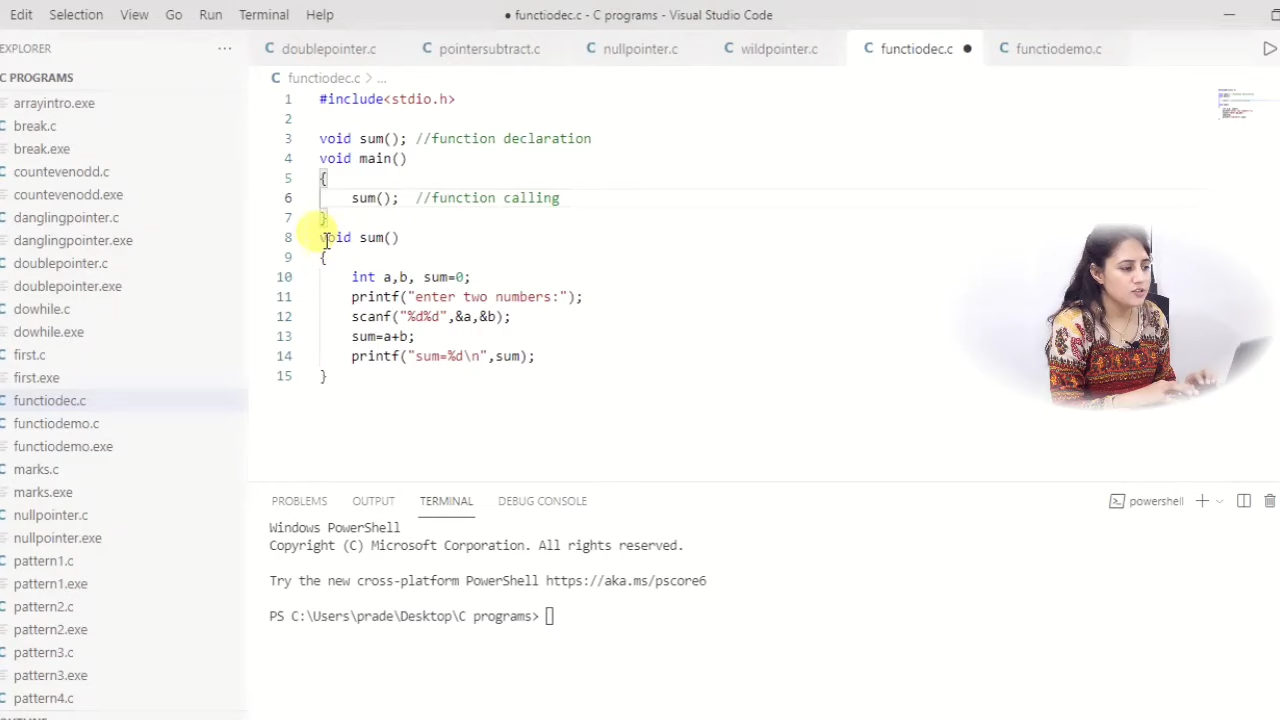 Edit Selection View Go Run Terminal Help ● functiodec.c - C programs - Visual Studio Code
EXPLORER ...
C doublepointer.c C pointersubtract.c C nullpointer.c C wildpointer.c C functiodec.c ● C functiodemo.c
C PROGRAMS
C functiodec.c > ...
arrayintro.exe
C break.c
break.exe
C countevenodd.c
countevenodd.exe
C danglingpointer.c
danglingpointer.exe
C doublepointer.c
doublepointer.exe
C dowhile.c
dowhile.exe
C first.c
first.exe
C functiodec.c
C functiodemo.c
functiodemo.exe
C marks.c
marks.exe
C nullpointer.c
nullpointer.exe
C pattern1.c
pattern1.exe
C pattern2.c
pattern2.exe
C pattern3.c
pattern3.exe
C pattern4.c
1 #include<stdio.h>
2
3 void sum(); //function declaration
4 void main()
5 {
6 sum(); //function calling
7 }
8 void sum()
9 {
10 int a,b, sum=0;
11 printf("enter two numbers:");
12 scanf("%d%d",&a,&b);
13 sum=a+b;
14 printf("sum=%d\n",sum);
15 }
PROBLEMS OUTPUT TERMINAL DEBUG CONSOLE powershell
Windows PowerShell
Copyright (C) Microsoft Corporation. All rights reserved.
Try the new cross-platform PowerShell https://aka.ms/pscore6
PS C:\Users\prade\Desktop\C programs>